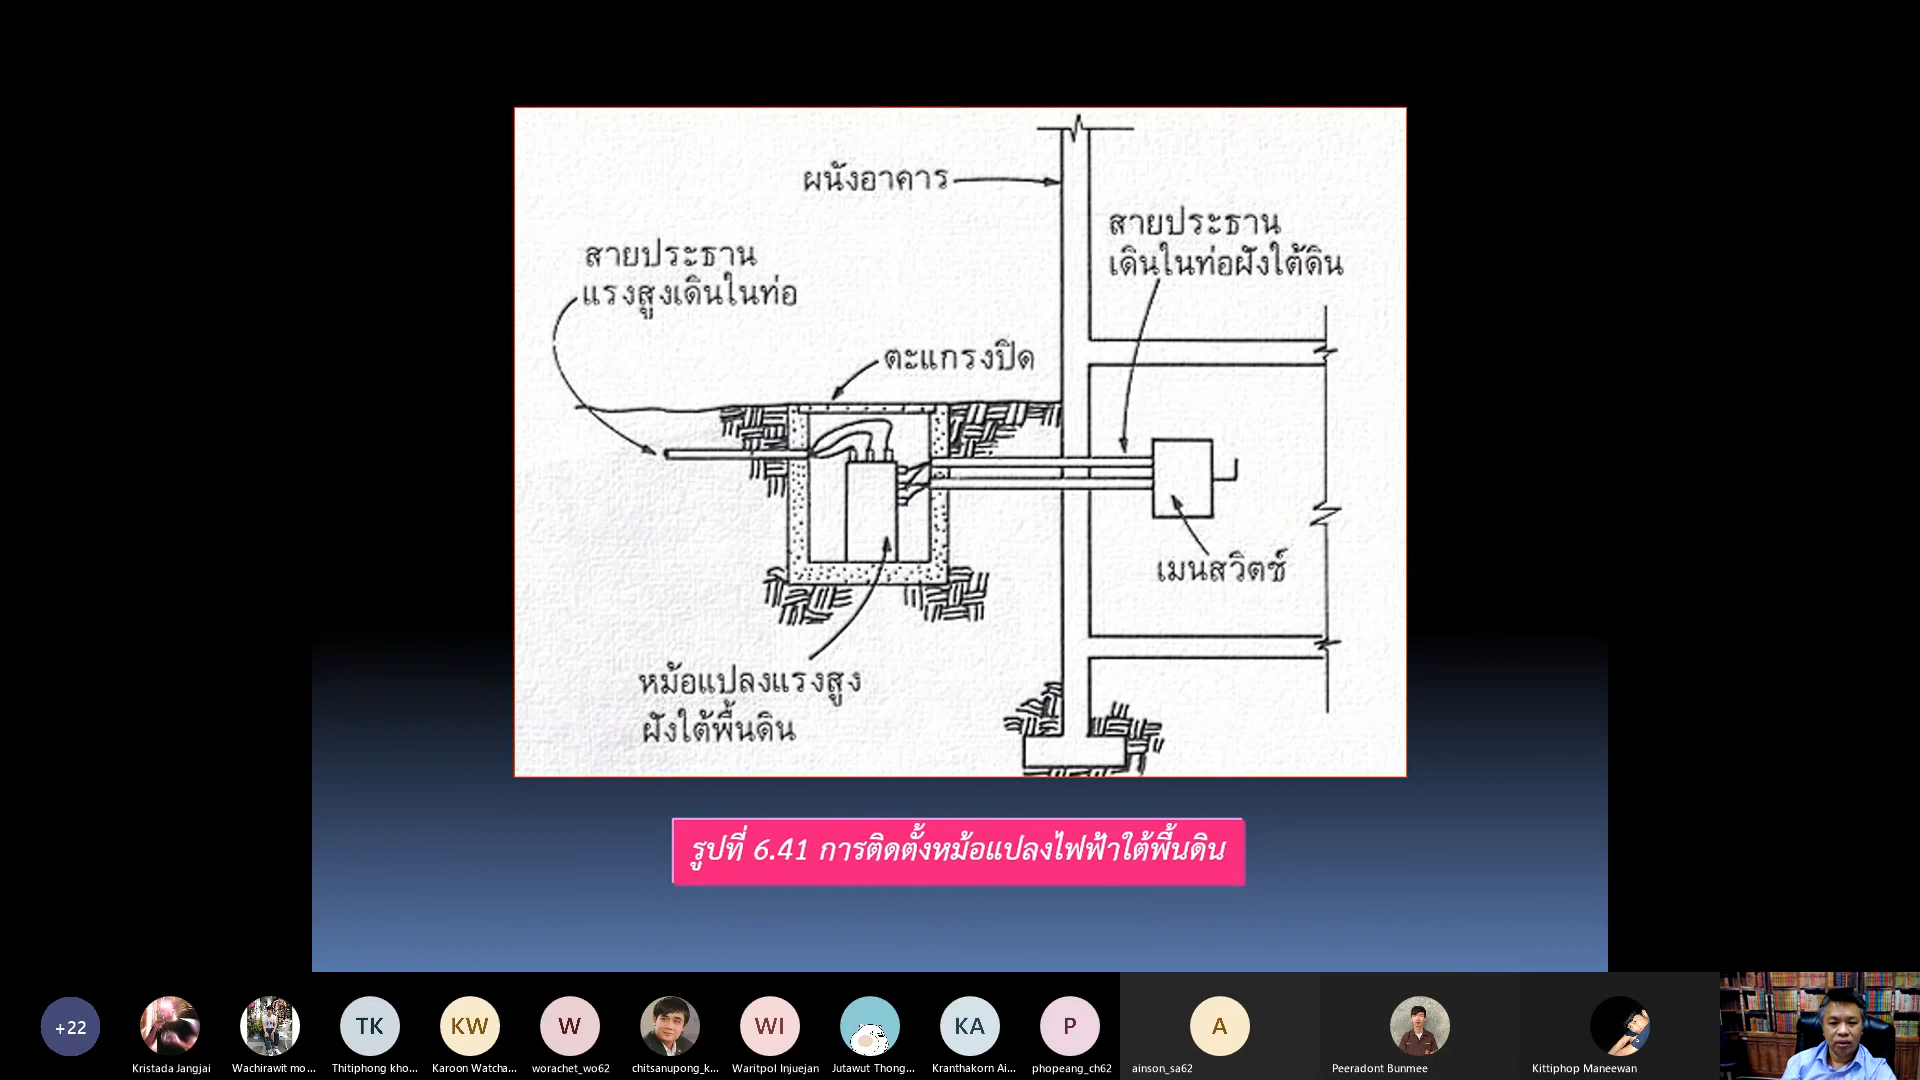 ผนังอาคาร
สายประธาน
เดินในท่อฝังใต้ดิน
สายประธาน
แรงสูงเดินในท่อ
ตะแกรงปิด
เมนสวิตช์
หม้อแปลงแรงสูง
ฝังใต้พื้นดิน
รูปที่ 6.41 การติดตั้งหม้อแปลงไฟฟ้าใต้พื้นดิน
+22
TK
KW
W
WI
KA
P
A
Kristada Jangjai
Wachirawit mo...
Thitiphong kho...
Karoon Watcha...
worachet_wo62
chitsanupong_k...
Waritpol Injuejan
Jutawut Thong...
Kranthakorn Ai...
phopeang_ch62
ainson_sa62
Peeradont Bunmee
Kittiphop Maneewan